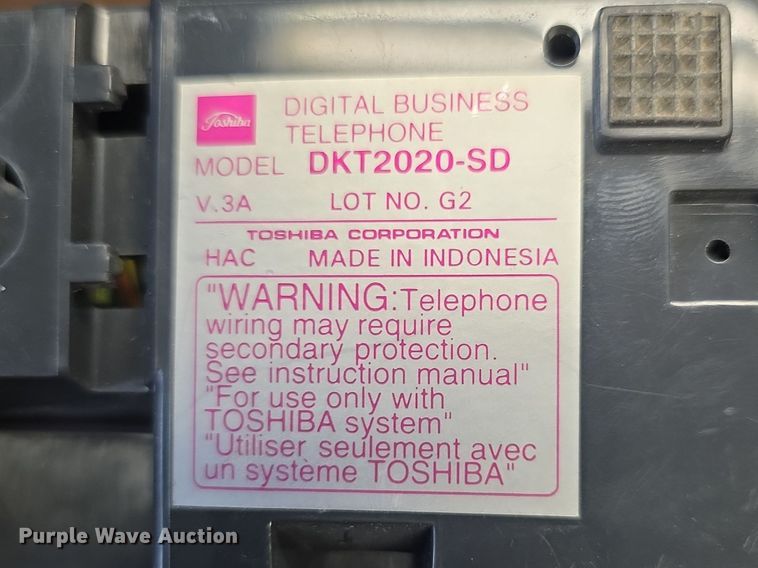 Toshiba
DIGITAL BUSINESS
TELEPHONE
MODEL DKT2020-SD
V.3A LOT NO. G2
TOSHIBA CORPORATION
HAC MADE IN INDONESIA
"WARNING:Telephone
wiring may require
secondary protection.
See instruction manual"
"For use only with
TOSHIBA system"
"Utiliser seulement avec
un système TOSHIBA"
Purple Wave Auction